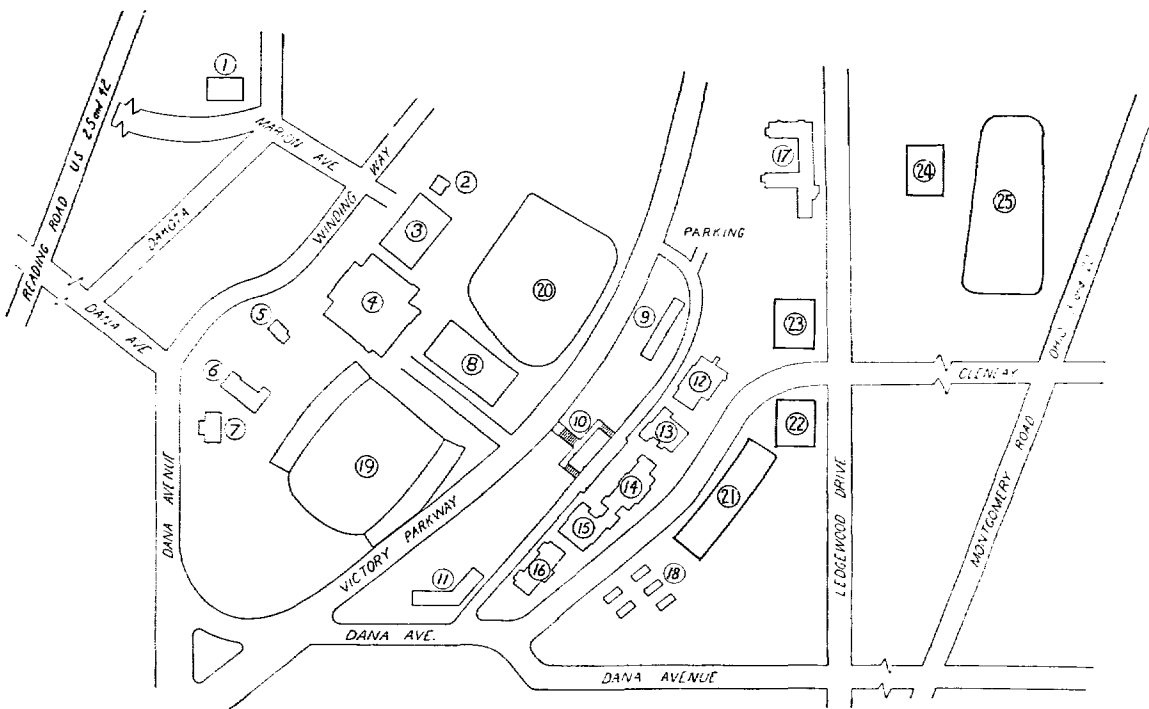 1
READING ROAD US 25 and 42
MARION AVE
WINDING WAY
DAKOTA
2
3
4
5
6
7
8
9
10
11
12
13
14
15
16
17
18
19
20
21
22
23
24
25
PARKING
DANA AVE
DANA AVENUE
VICTORY PARKWAY
DANA AVE.
DANA AVENUE
LEDGEWOOD DRIVE
CLENEAY
MONTGOMERY ROAD
OHIO